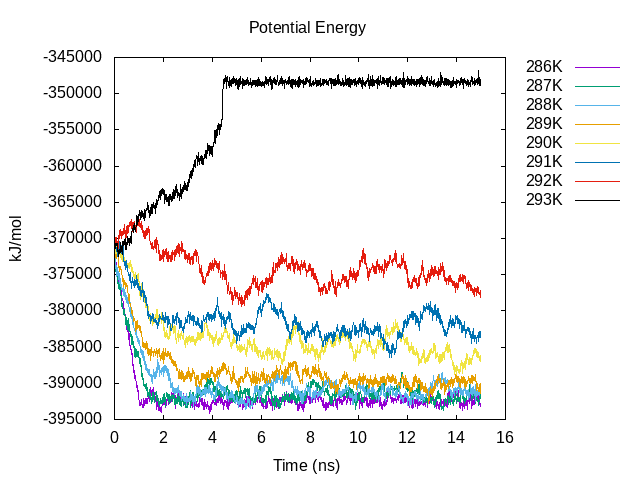 Potential Energy
-345000
-350000
-355000
-360000
-365000
-370000
-375000
-380000
-385000
-390000
-395000
kJ/mol
0 2 4 6 8 10 12 14 16
Time (ns)
286K
287K
288K
289K
290K
291K
292K
293K